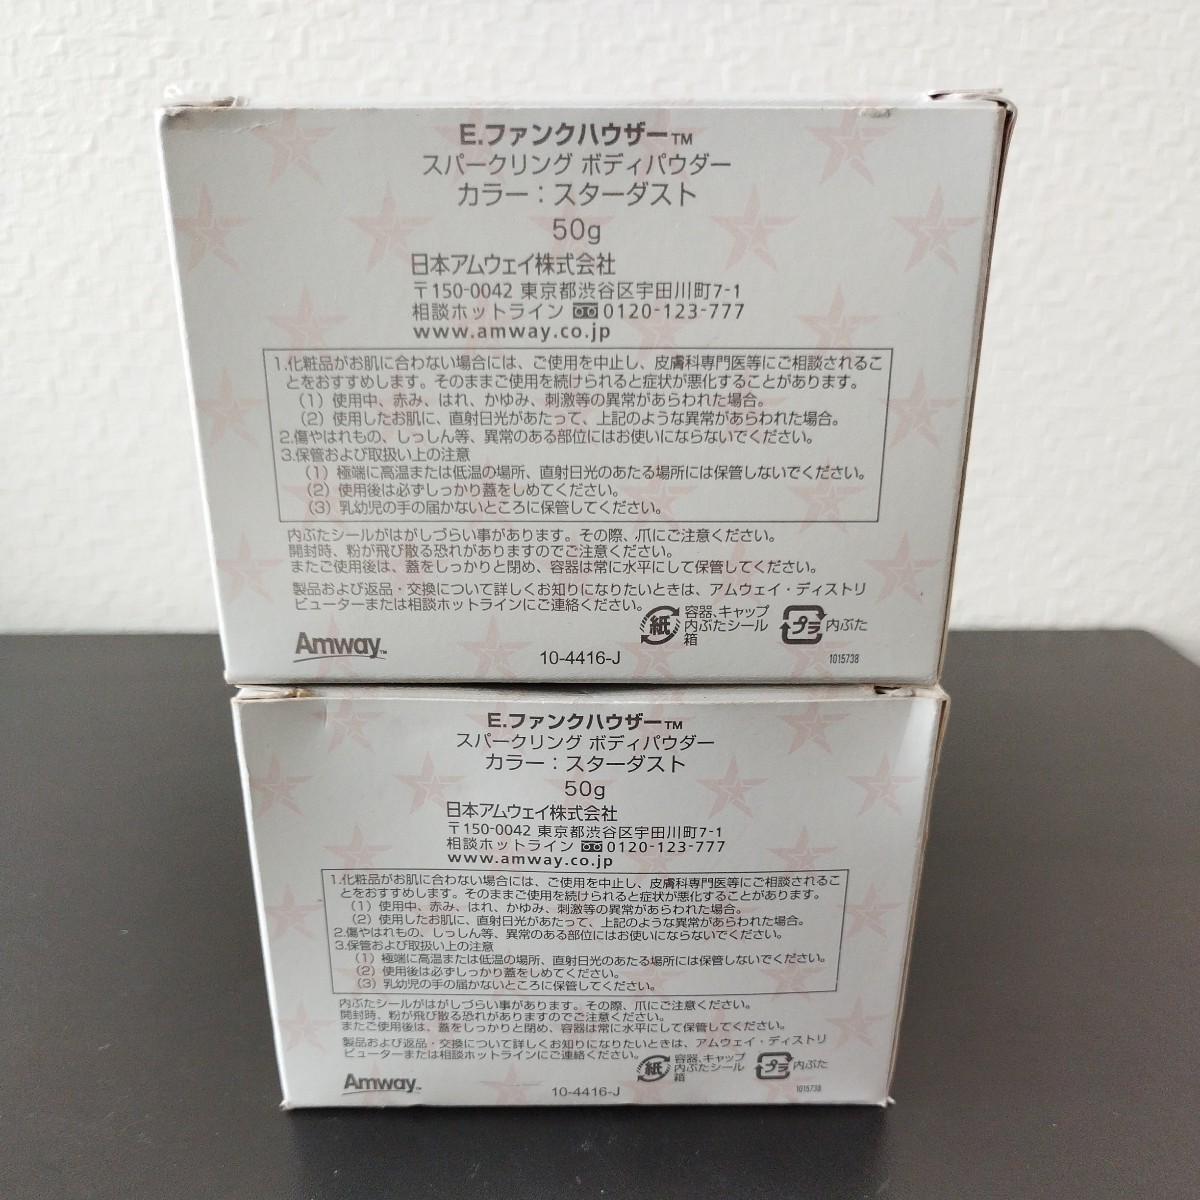 E.ファンクハウザー™
スパークリング ボディパウダー
カラー：スターダスト
50g
日本アムウェイ株式会社
〒150-0042 東京都渋谷区宇田川町7-1
相談ホットライン 0120-123-777
www.amway.co.jp
1.化粧品がお肌に合わない場合には、ご使用を中止し、皮膚科専門医等にご相談されるこ
とをおすすめします。そのままご使用を続けられると症状が悪化することがあります。
（1）使用中、赤み、はれ、かゆみ、刺激等の異常があらわれた場合。
（2）使用したお肌に、直射日光があたって、上記のような異常があらわれた場合。
2.傷やはれもの、しっしん等、異常のある部位にはお使いにならないでください。
3.保管および取扱い上の注意
（1）極端に高温または低温の場所、直射日光のあたる場所には保管しないでください。
（2）使用後は必ずしっかり蓋をしめてください。
（3）乳幼児の手の届かないところに保管してください。
内ぶたシールがはがしづらい事があります。その際、爪にご注意ください。
開封時、粉が飛び散る恐れがありますのでご注意ください。
またご使用後は、蓋をしっかりと閉め、容器は常に水平にして保管してください。
製品および返品・交換について詳しくお知りになりたいときは、アムウェイ・ディストリ
ビューターまたは相談ホットラインにご連絡ください。
紙 容器、キャップ
内ぶたシール
箱
プラ 内ぶた
Amway™
10-4416-J
1015738
E.ファンクハウザー™
スパークリング ボディパウダー
カラー：スターダスト
50g
日本アムウェイ株式会社
〒150-0042 東京都渋谷区宇田川町7-1
相談ホットライン 0120-123-777
www.amway.co.jp
1.化粧品がお肌に合わない場合には、ご使用を中止し、皮膚科専門医等にご相談されるこ
とをおすすめします。そのままご使用を続けられると症状が悪化することがあります。
（1）使用中、赤み、はれ、かゆみ、刺激等の異常があらわれた場合。
（2）使用したお肌に、直射日光があたって、上記のような異常があらわれた場合。
2.傷やはれもの、しっしん等、異常のある部位にはお使いにならないでください。
3.保管および取扱い上の注意
（1）極端に高温または低温の場所、直射日光のあたる場所には保管しないでください。
（2）使用後は必ずしっかり蓋をしめてください。
（3）乳幼児の手の届かないところに保管してください。
内ぶたシールがはがしづらい事があります。その際、爪にご注意ください。
開封時、粉が飛び散る恐れがありますのでご注意ください。
またご使用後は、蓋をしっかりと閉め、容器は常に水平にして保管してください。
製品および返品・交換について詳しくお知りになりたいときは、アムウェイ・ディストリ
ビューターまたは相談ホットラインにご連絡ください。
紙 容器、キャップ
内ぶたシール
箱
プラ 内ぶた
Amway™
10-4416-J
1015738